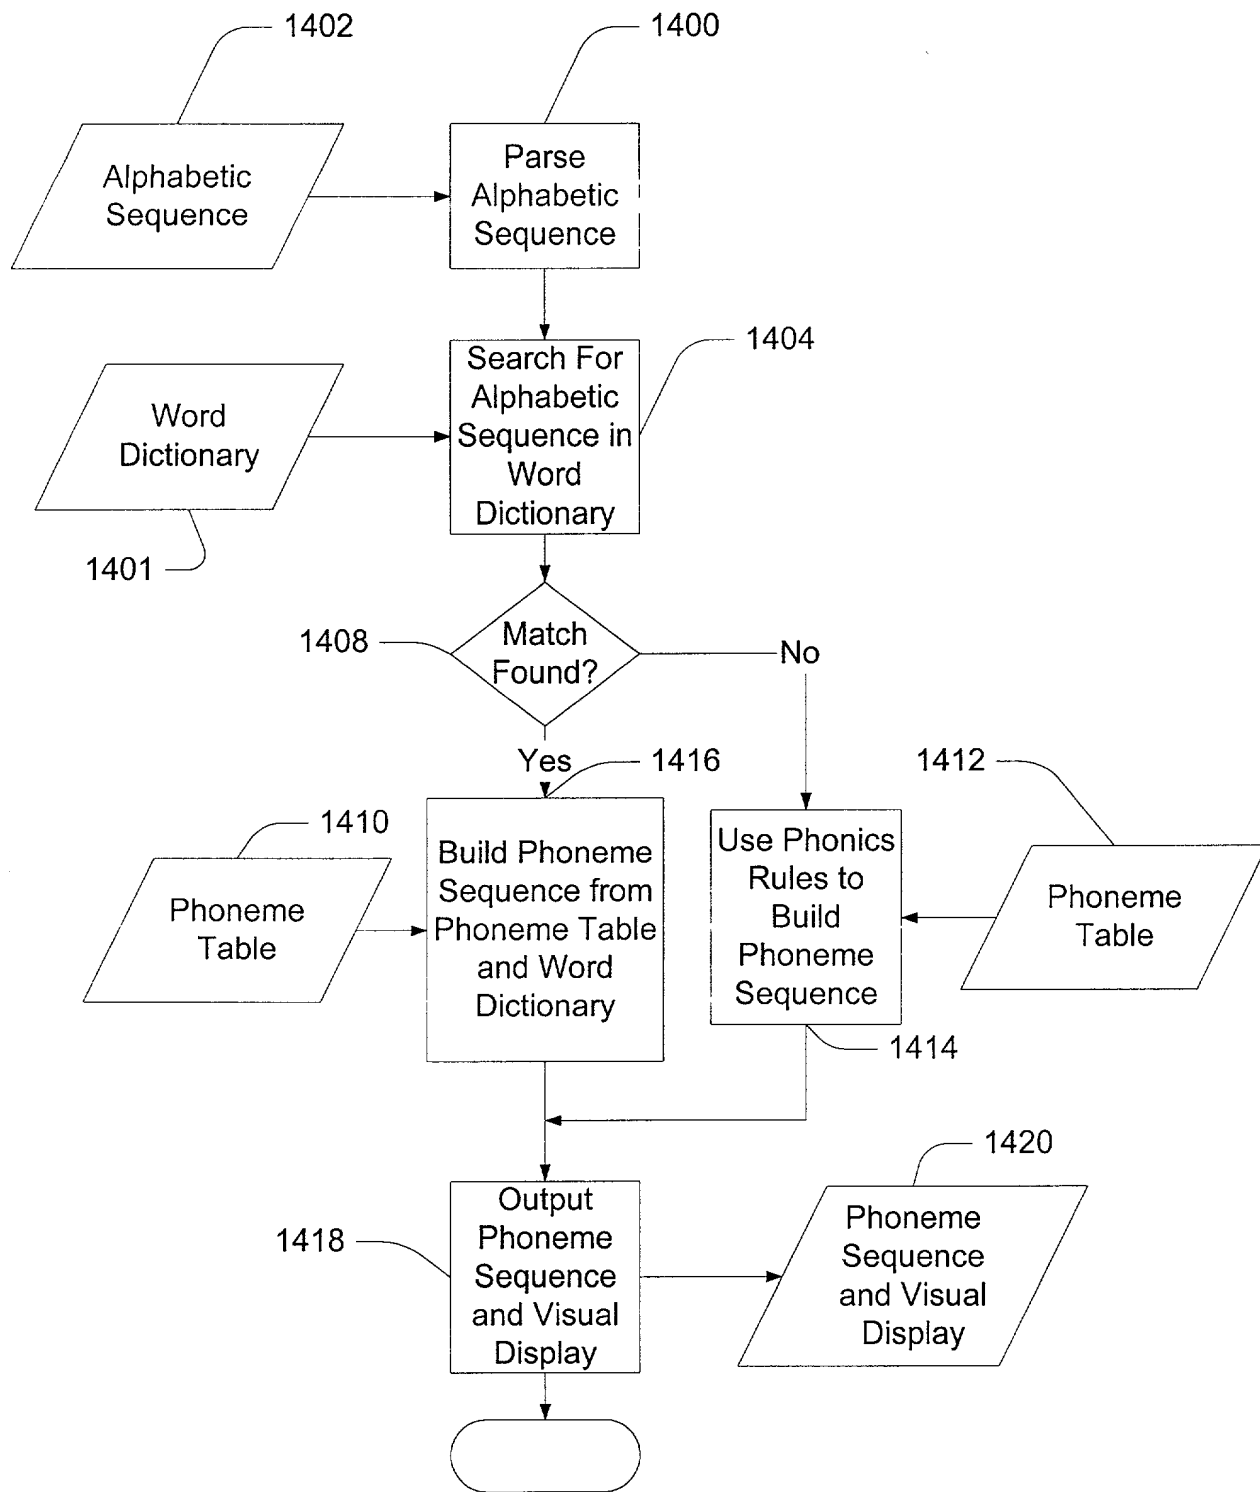 1402
1400
Alphabetic
Sequence
Parse
Alphabetic
Sequence
1404
Word
Dictionary
Search For
Alphabetic
Sequence in
Word
Dictionary
1401
1408
Match
Found?
No
Yes
1416
1412
1410
Phoneme
Table
Build Phoneme
Sequence from
Phoneme Table
and Word
Dictionary
Use Phonics
Rules to
Build
Phoneme
Sequence
Phoneme
Table
1414
1420
1418
Output
Phoneme
Sequence
and Visual
Display
Phoneme
Sequence
and Visual
Display